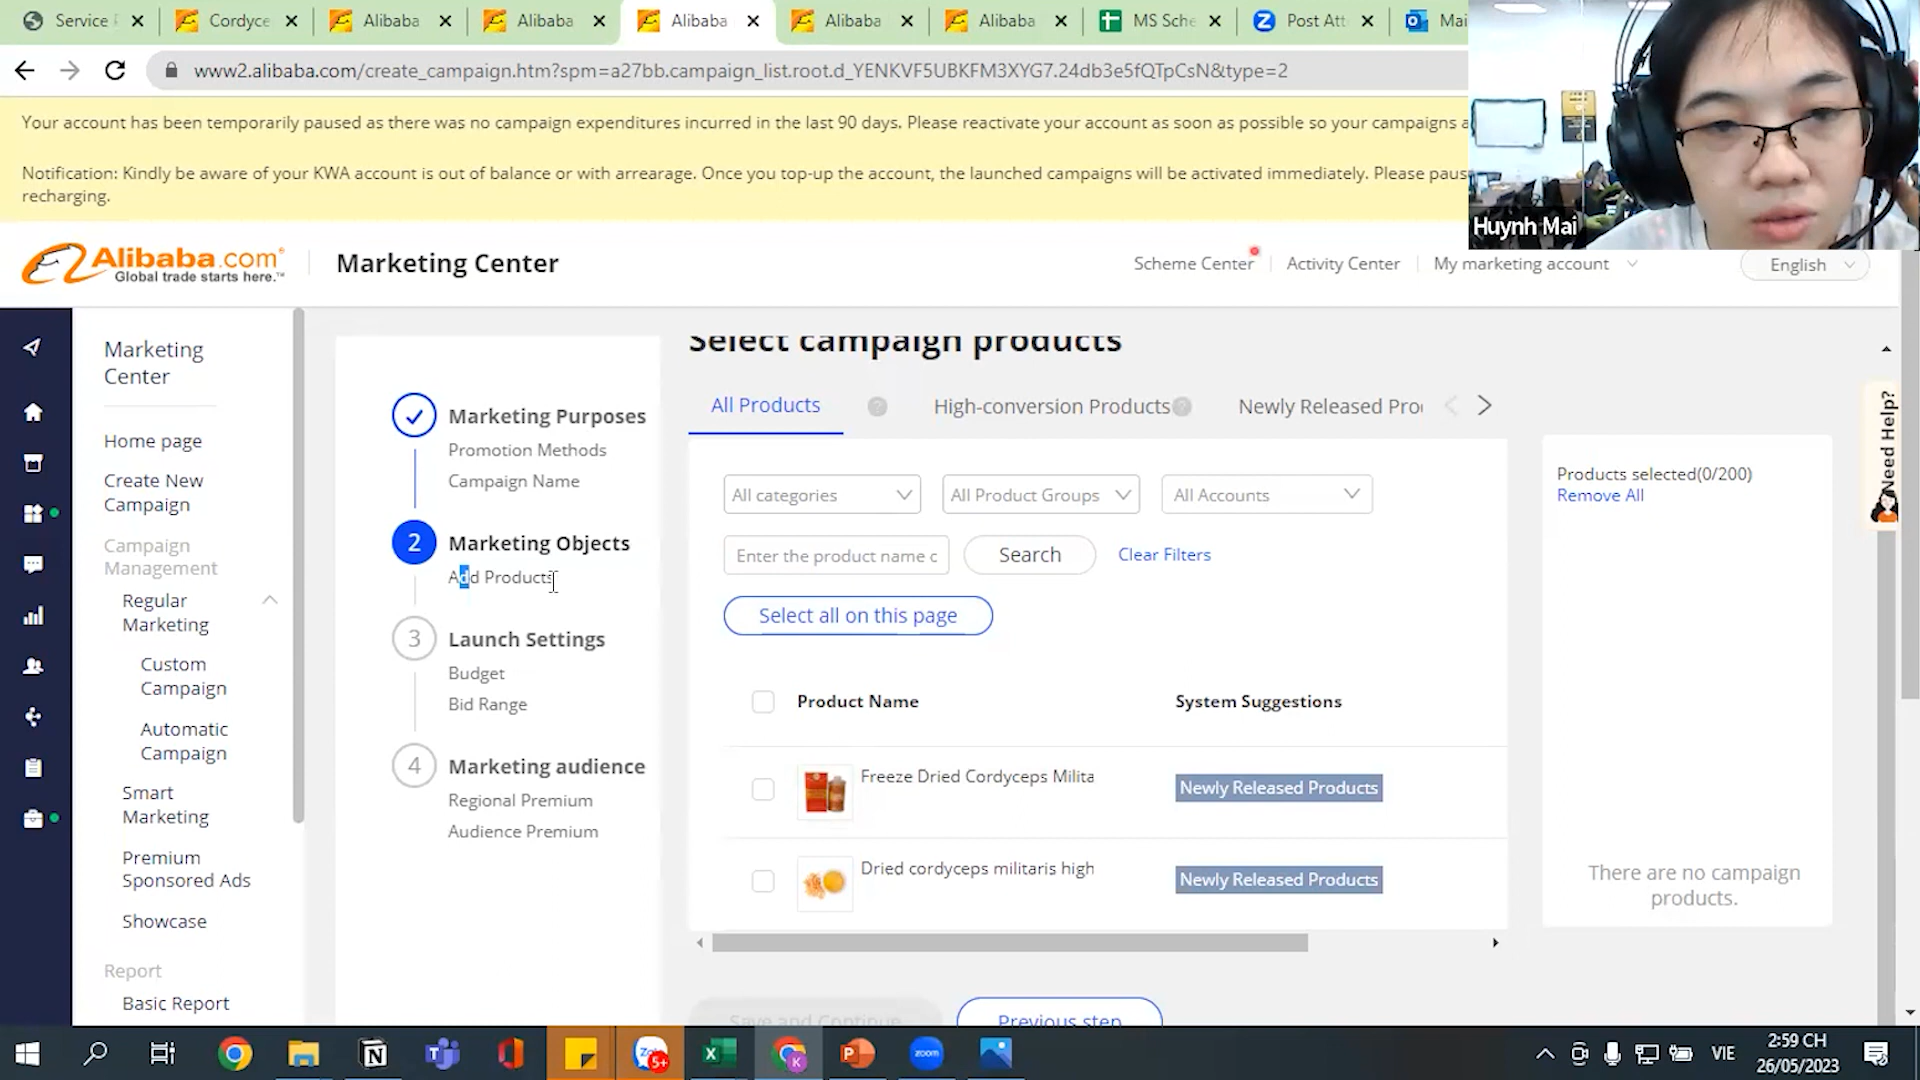 Service
Cordyce
Alibaba
Alibaba
Alibaba
Alibaba
Alibaba
MS Sche
Post Att
Mai
www2.alibaba.com/create_campaign.htm?spm=a27bb.campaign_list.root.d_YENKVF5UBKFM3XYG7.24db3e5fQTpCsN&type=2
Your account has been temporarily paused as there was no campaign expenditures incurred in the last 90 days. Please reactivate your account as soon as possible so your campaigns a
Notification: Kindly be aware of your KWA account is out of balance or with arrearage. Once you top-up the account, the launched campaigns will be activated immediately. Please paus
recharging.
Huynh Mai
Alibaba.com
Global trade starts here.™
Marketing Center
Scheme Center
Activity Center
My marketing account
English
Marketing
Center
Home page
Create New
Campaign
Campaign
Management
Regular
Marketing
Custom
Campaign
Automatic
Campaign
Smart
Marketing
Premium
Sponsored Ads
Showcase
Report
Basic Report
Marketing Purposes
Promotion Methods
Campaign Name
2
Marketing Objects
Add Products
3
Launch Settings
Budget
Bid Range
4
Marketing audience
Regional Premium
Audience Premium
Select campaign products
All Products
?
High-conversion Products
?
Newly Released Pro
All categories
All Product Groups
All Accounts
Enter the product name c
Search
Clear Filters
Select all on this page
Product Name
System Suggestions
Freeze Dried Cordyceps Milita
Newly Released Products
Dried cordyceps militaris high
Newly Released Products
Save and Continue
Previous step
Products selected(0/200)
Remove All
There are no campaign
products.
Need Help?
5+
zoom
VIE
2:59 CH
26/05/2023